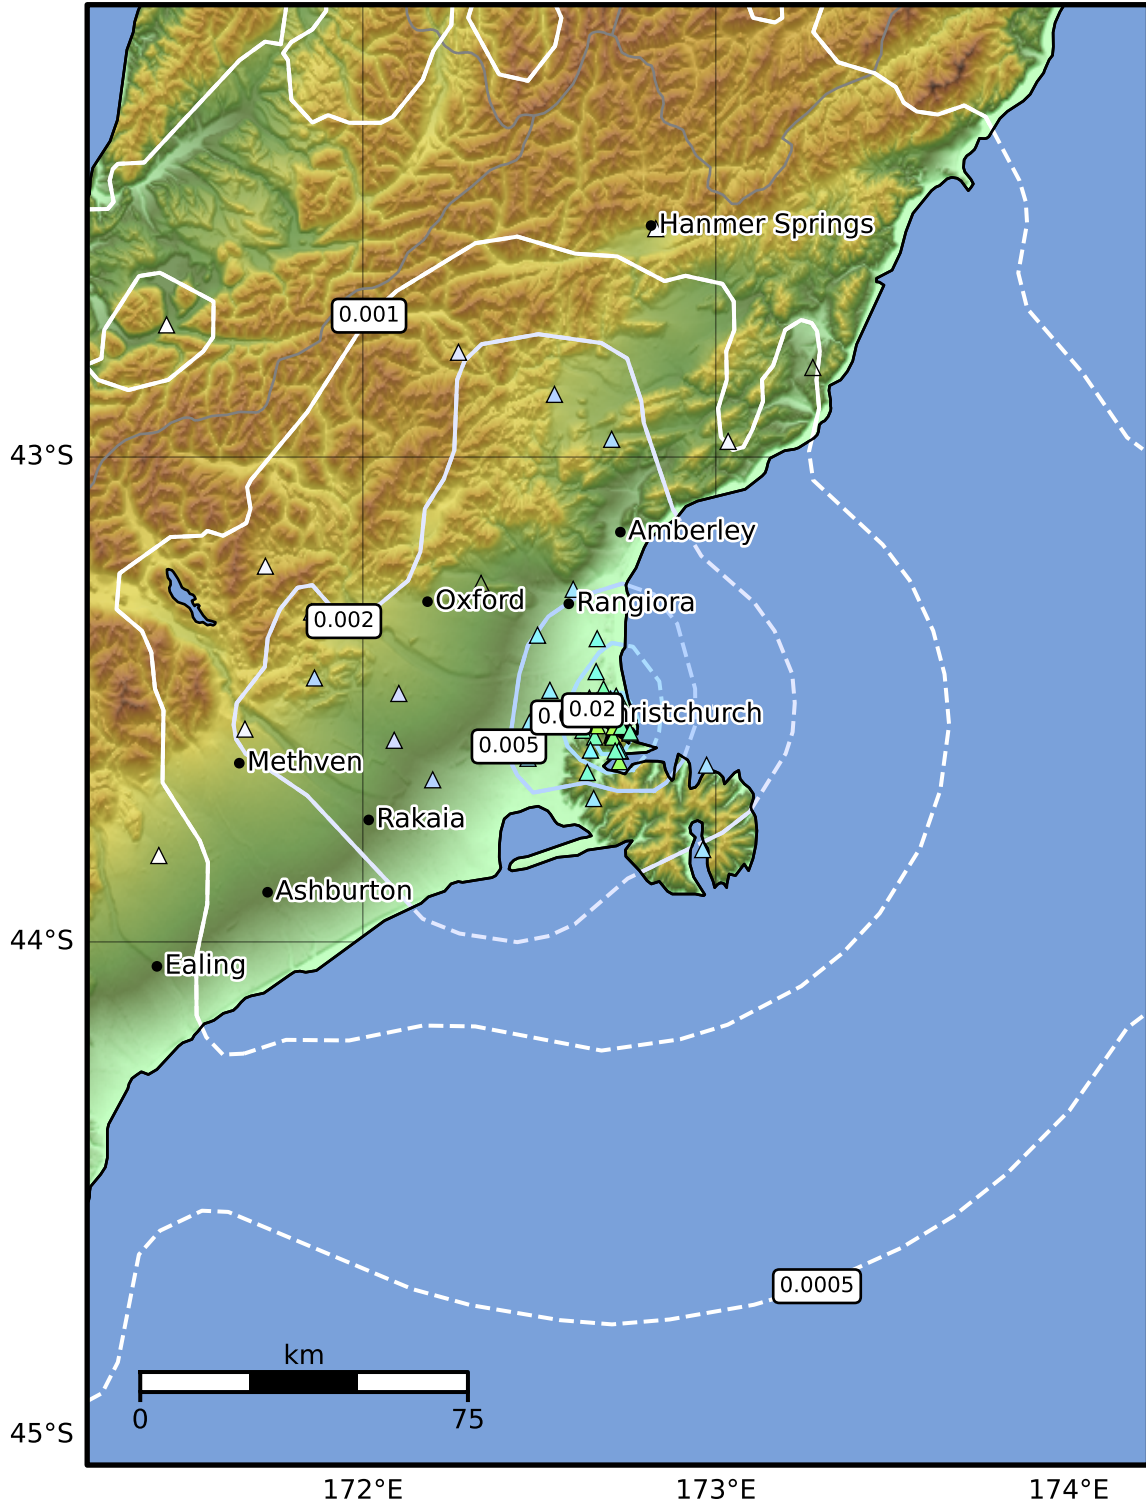 Hanmer Springs
0.001
43°S
Amberley
Oxford
Rangiora
0.002
0.02
hristchurch
0.005
Methven
Rakaia
Ashburton
44°S
Ealing
0.0005
km
0
75
45°S
172°E
173°E
174°E